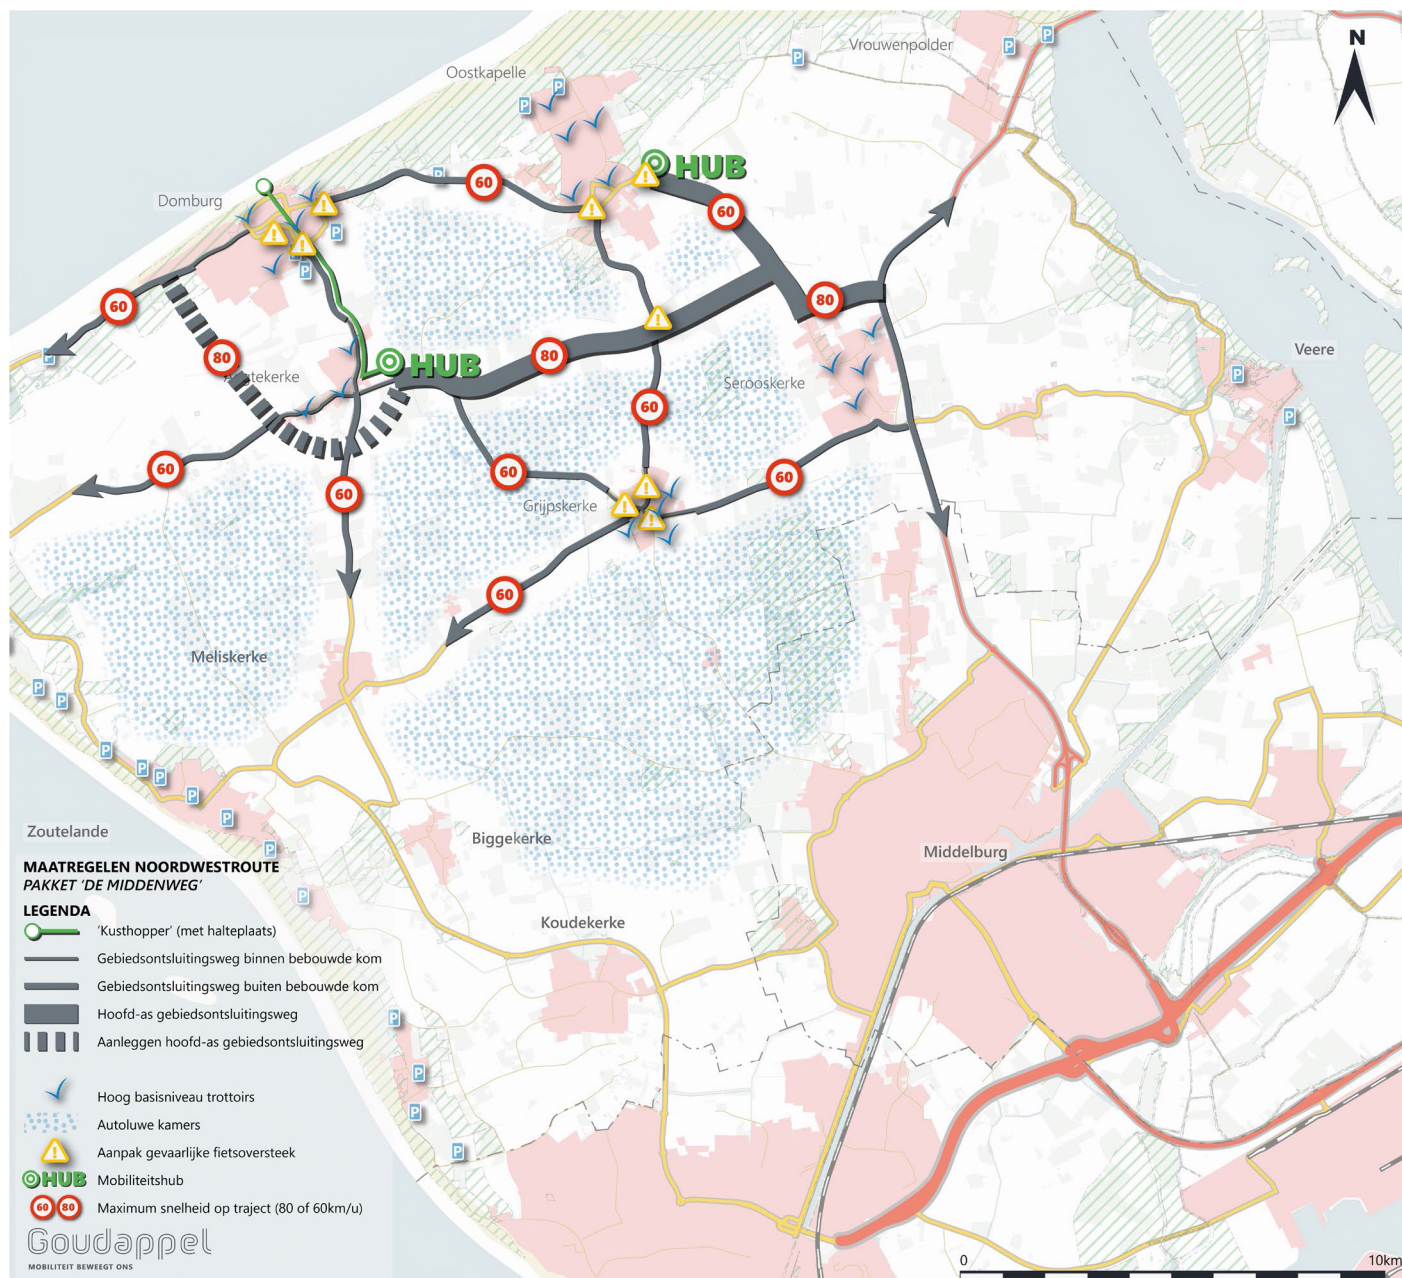 Vrouwenpolder
N
Oostkapelle
HUB
60
60
Domburg
60
80
80
80
HUB
Veere
Serooskerke
60
60
60
60
60
Grijpskerke
60
60
Meliskerke
Zoutelande
Biggekerke
Middelburg
Koudekerke
MAATREGELEN NOORDWESTROUTE
PAKKET 'DE MIDDENWEG'
LEGENDA
'Kusthopper' (met halteplaats)
Gebiedsontsluitingsweg binnen bebouwde kom
Gebiedsontsluitingsweg buiten bebouwde kom
Hoofd-as gebiedsontsluitingsweg
Aanleggen hoofd-as gebiedsontsluitingsweg
Hoog basisniveau trottoirs
Autoluwe kamers
Aanpak gevaarlijke fietsoversteek
HUB Mobiliteitshub
60 80 Maximum snelheid op traject (80 of 60km/u)
Goudappel
MOBILITEIT BEWEEGT ONS
0 10km